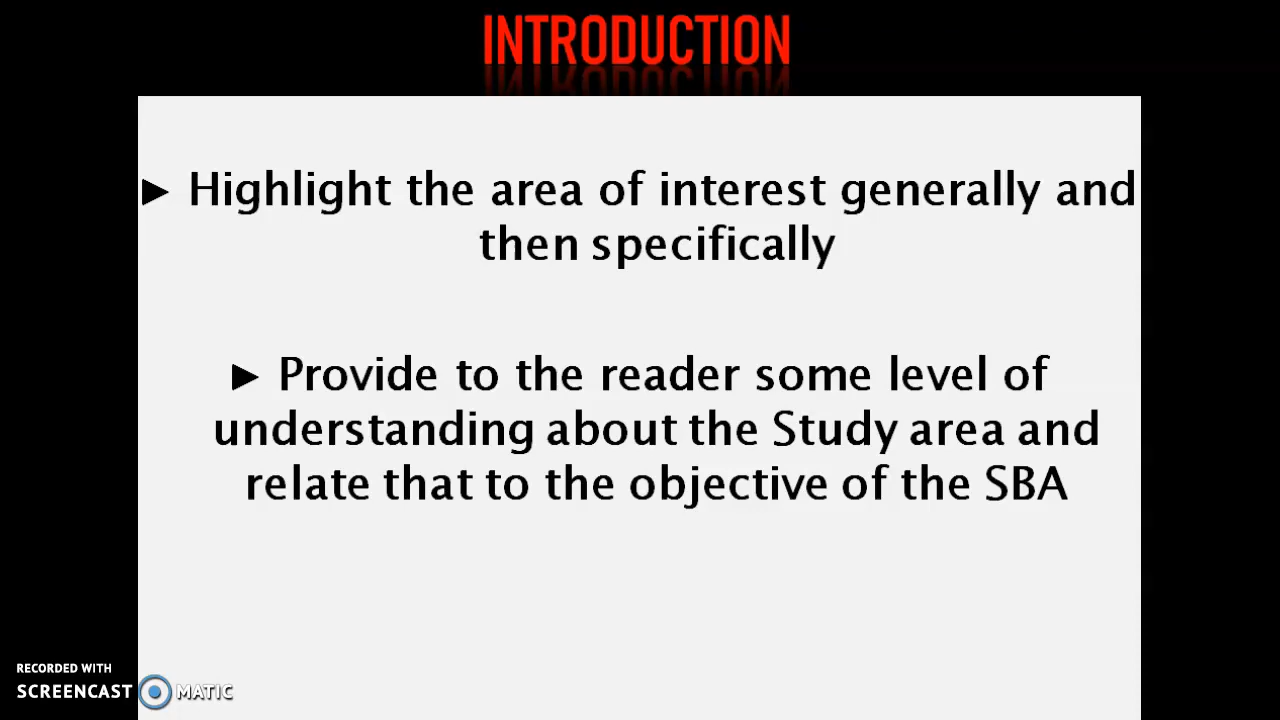 INTRODUCTION
► Highlight the area of interest generally and
then specifically
► Provide to the reader some level of
understanding about the Study area and
relate that to the objective of the SBA
RECORDED WITH
SCREENCAST MATIC